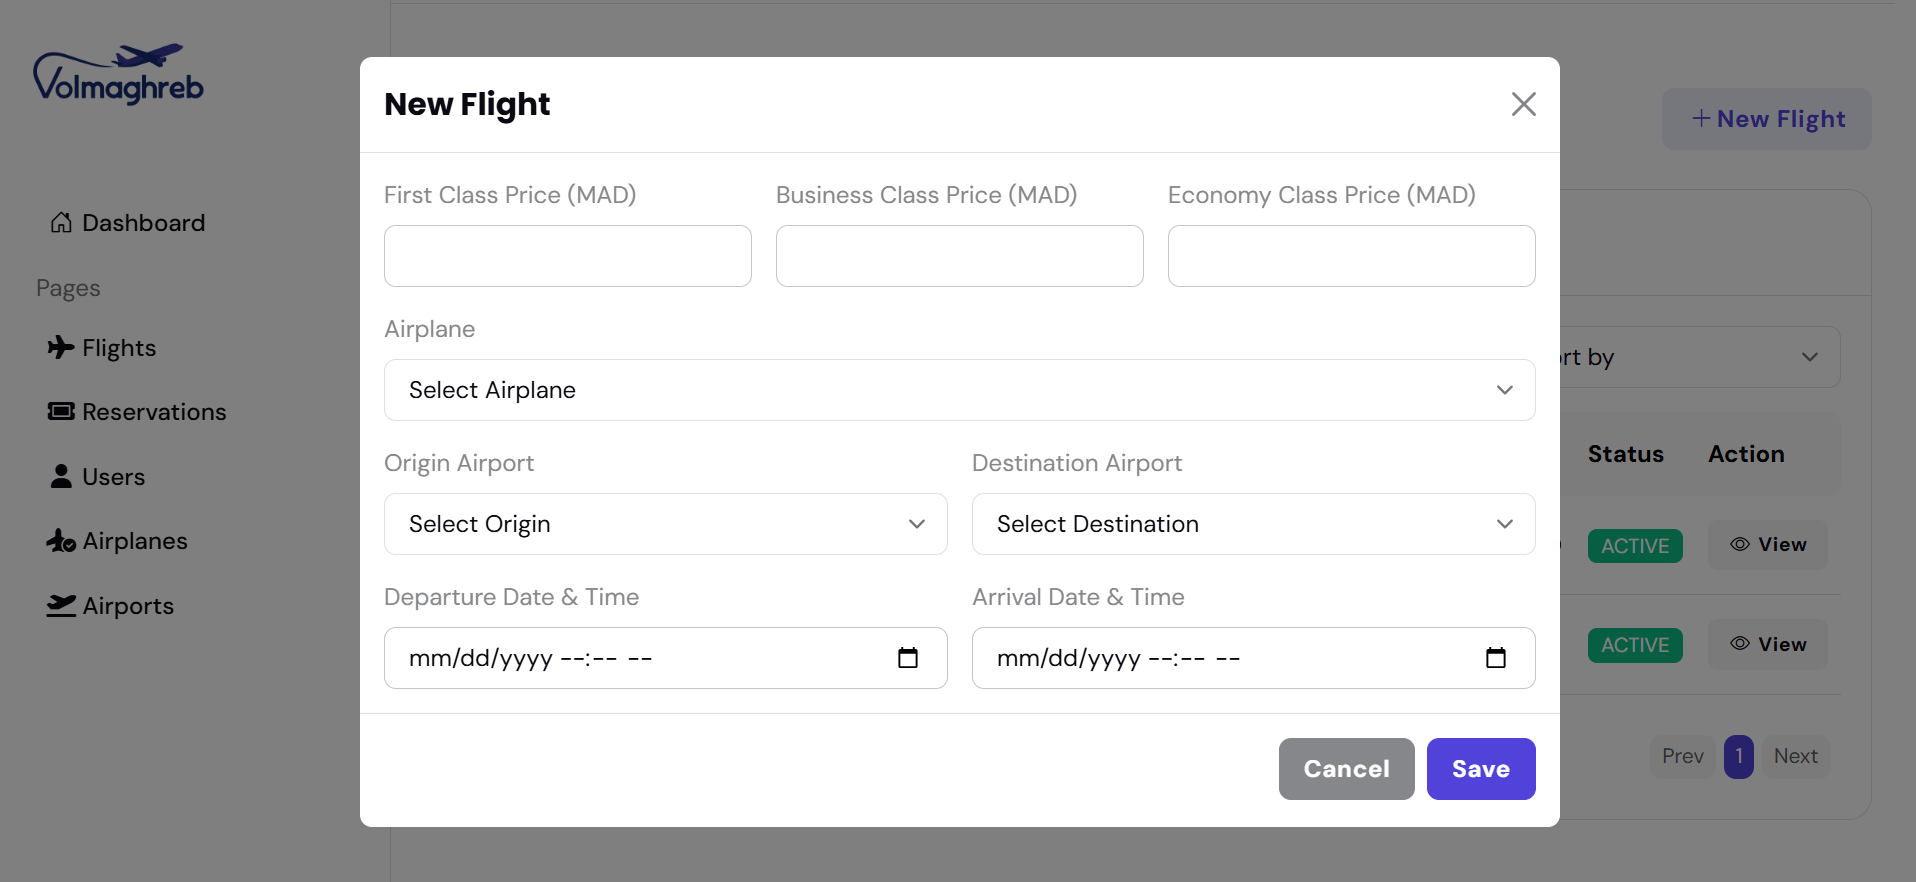 Volmaghreb
Dashboard
Pages
Flights
Reservations
Users
Airplanes
Airports
New Flight
First Class Price (MAD) Business Class Price (MAD) Economy Class Price (MAD)
Airplane
Select Airplane
Origin Airport Destination Airport
Select Origin Select Destination
Departure Date & Time Arrival Date & Time
mm/dd/yyyy --:-- -- mm/dd/yyyy --:-- --
Cancel Save
New Flight
rt by
Status Action
ACTIVE View
ACTIVE View
Prev 1 Next